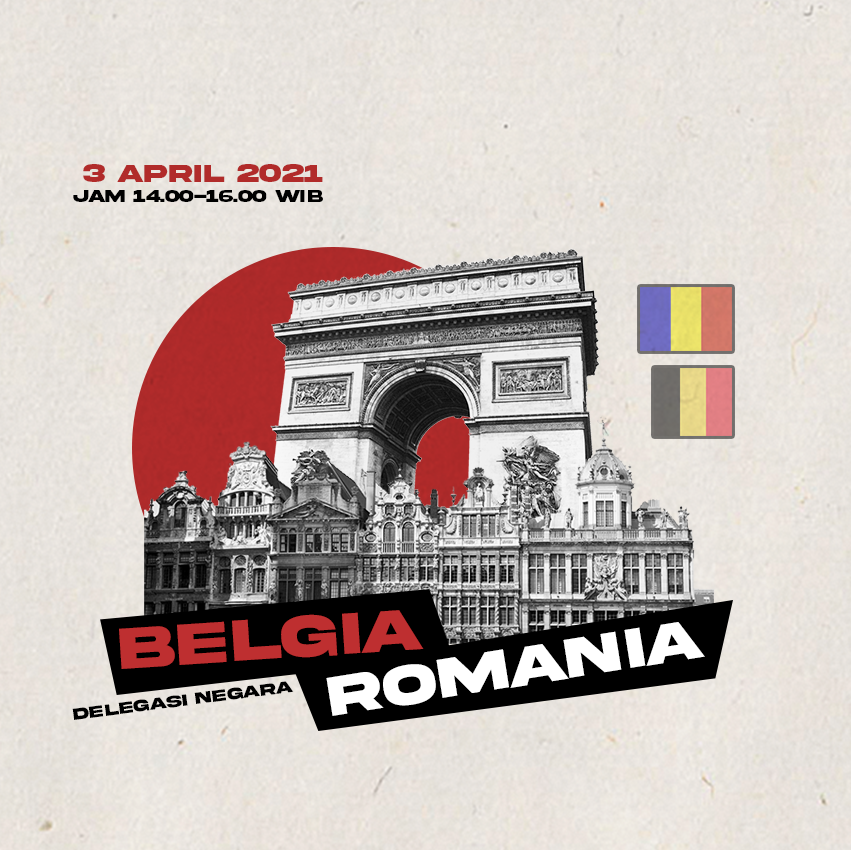 3 APRIL 2021
JAM 14.00-16.00 WIB
BELGIA
DELEGASI NEGARA
ROMANIA